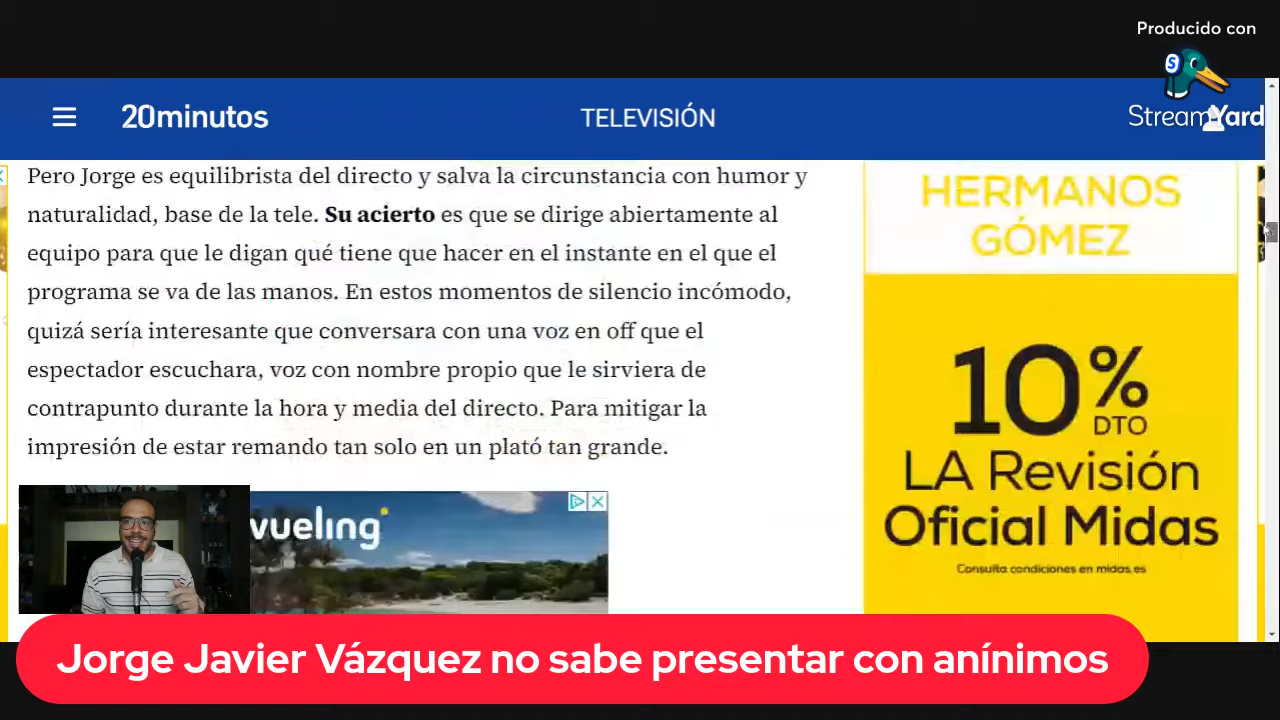 Producido con
StreamYard
20minutos
TELEVISIÓN
Pero Jorge es equilibrista del directo y salva la circunstancia con humor y
naturalidad, base de la tele. Su acierto es que se dirige abiertamente al
equipo para que le digan qué tiene que hacer en el instante en el que el
programa se va de las manos. En estos momentos de silencio incómodo,
quizá sería interesante que conversara con una voz en off que el
espectador escuchara, voz con nombre propio que le sirviera de
contrapunto durante la hora y media del directo. Para mitigar la
impresión de estar remando tan solo en un plató tan grande.
HERMANOS
GÓMEZ
10%
DTO
LA Revisión
Oficial Midas
Consulta condiciones en midas.es
vueling
Jorge Javier Vázquez no sabe presentar con anínimos